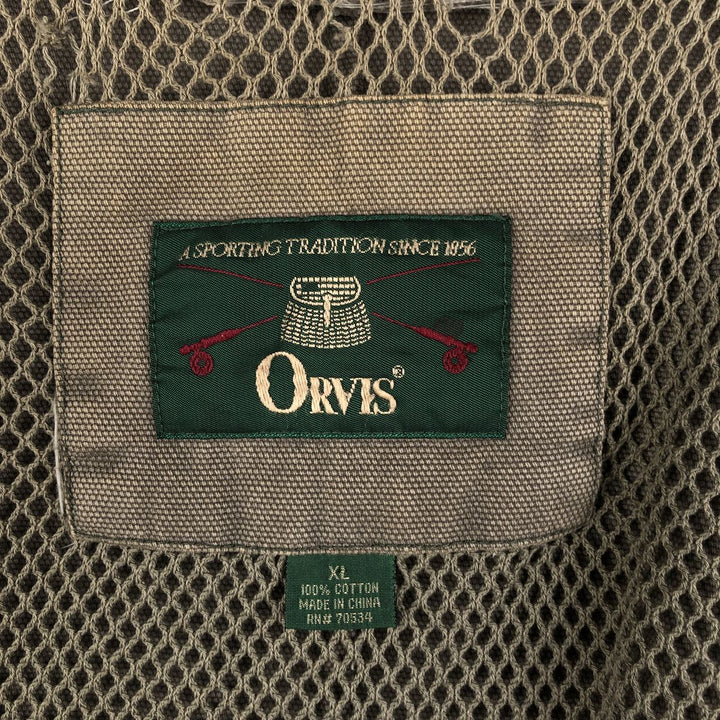 A SPORTING TRADITION SINCE 1856
ORVIS®
XL
100% COTTON
MADE IN CHINA
RN# 70534